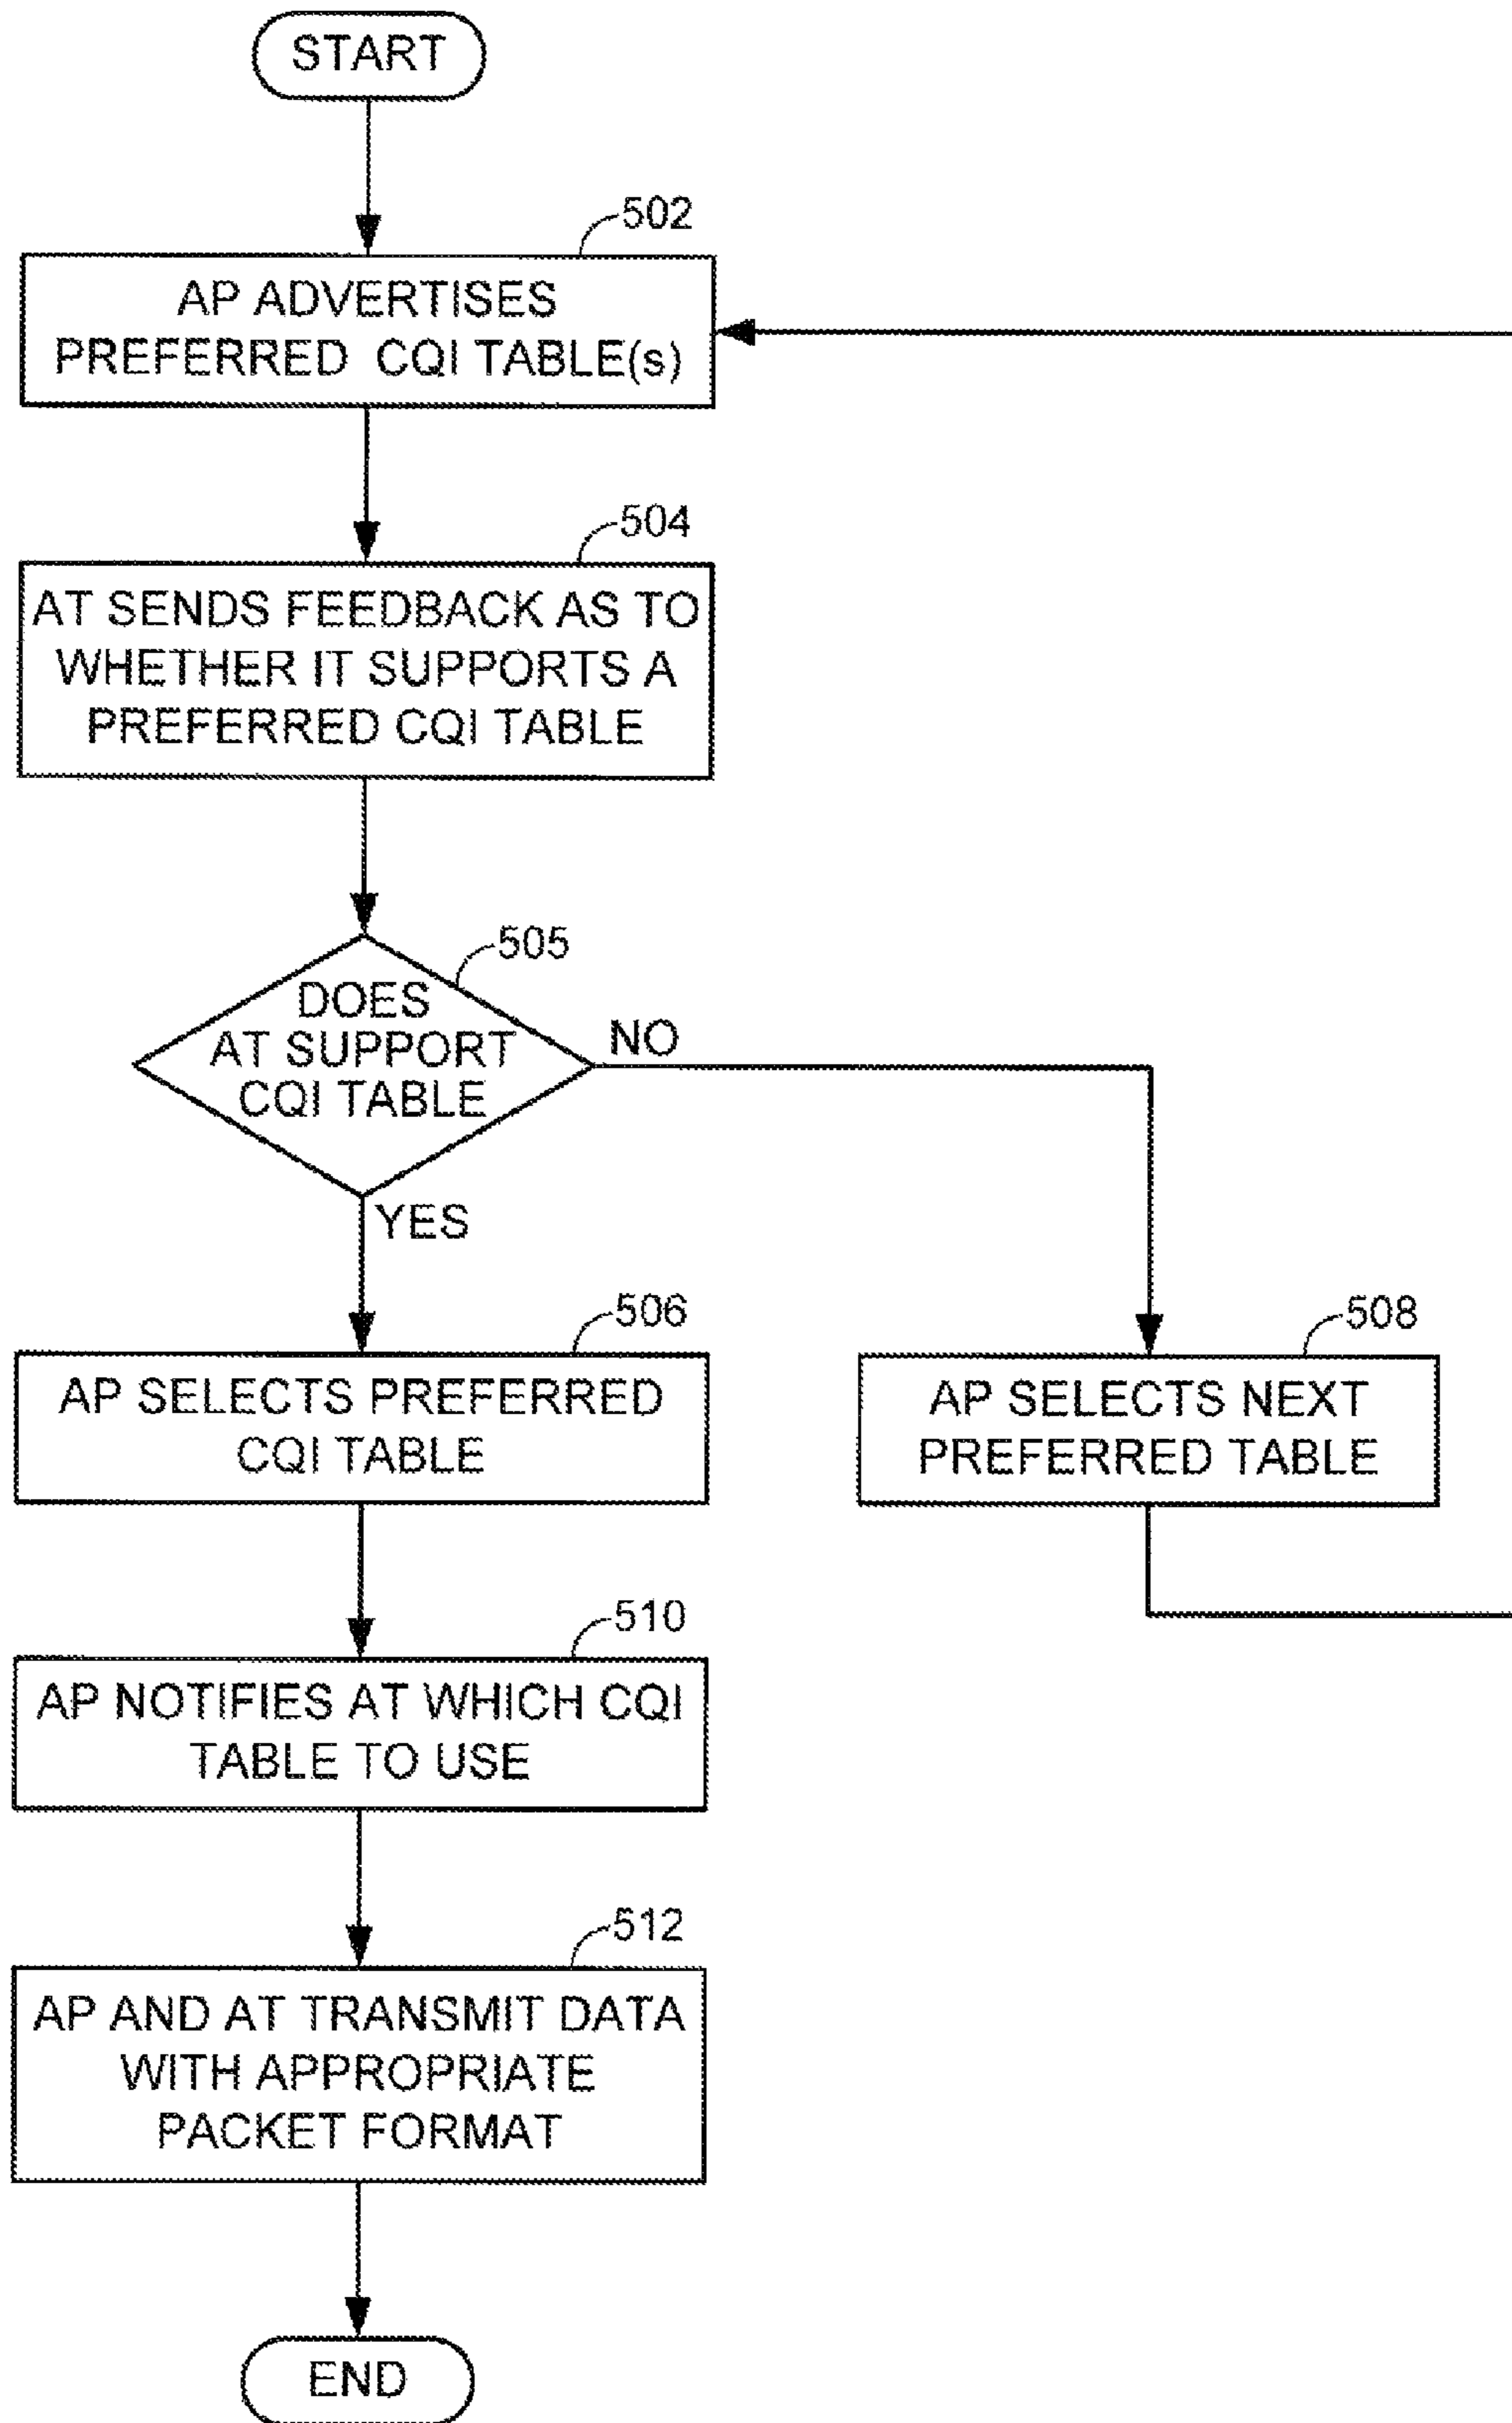 START
502
AP ADVERTISES
PREFERRED CQI TABLE(s)
504
AT SENDS FEEDBACK AS TO
WHETHER IT SUPPORTS A
PREFERRED CQI TABLE
505
DOES
AT SUPPORT
CQI TABLE
NO
YES
506
AP SELECTS PREFERRED
CQI TABLE
508
AP SELECTS NEXT
PREFERRED TABLE
510
AP NOTIFIES AT WHICH CQI
TABLE TO USE
512
AP AND AT TRANSMIT DATA
WITH APPROPRIATE
PACKET FORMAT
END